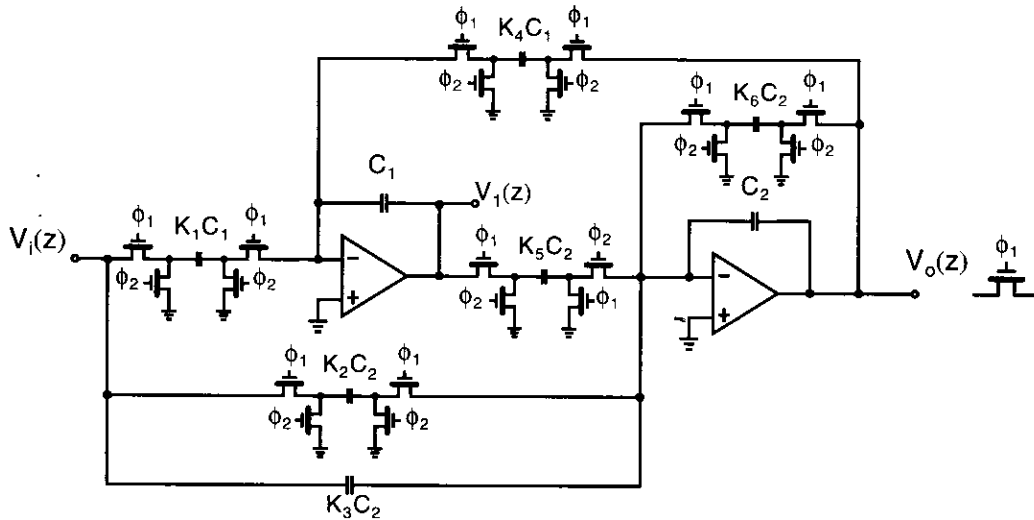 ϕ1 K4C1 ϕ1
ϕ2 ϕ2
ϕ1 K6C2 ϕ1
ϕ2 ϕ2
C1
V1(z)
C2
Vi(z)
ϕ1 K1C1 ϕ1
ϕ2 ϕ2
−
+
ϕ1 K5C2 ϕ2
ϕ2 ϕ1
−
+
Vo(z)
ϕ1
ϕ1 K2C2 ϕ1
ϕ2 ϕ2
K3C2